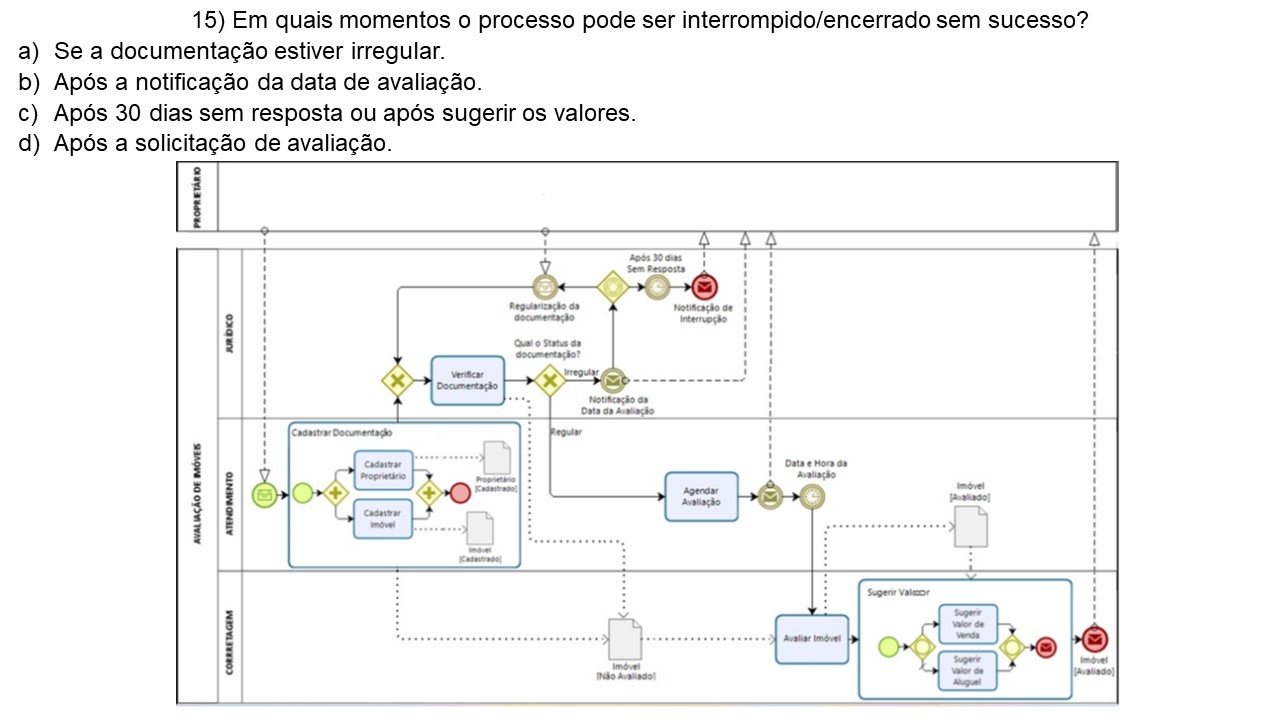 15) Em quais momentos o processo pode ser interrompido/encerrado sem sucesso?
a) Se a documentação estiver irregular.
b) Após a notificação da data de avaliação.
c) Após 30 dias sem resposta ou após sugerir os valores.
d) Após a solicitação de avaliação.
PROPRIETÁRIO
AVALIAÇÃO DE IMÓVEIS
JURÍDICO
Após 30 dias
Sem Resposta
Regularização da
documentação
Notificação de
Interrupção
Qual o Status da
documentação?
Verificar
Documentação
Irregular
Notificação da
Data da Avaliação
Regular
ATENDIMENTO
Cadastrar Documentação
Cadastrar
Proprietário
Proprietário
[Cadastrado]
Cadastrar
Imóvel
Imóvel
[Cadastrado]
Agendar
Avaliação
Data e Hora da
Avaliação
Imóvel
[Avaliado]
CORRRETAGEM
Imóvel
[Não Avaliado]
Avaliar Imóvel
Sugerir
Sugerir
Valor de
Venda
Sugerir
Valor de
Aluguel
Imóvel
[Avaliado]